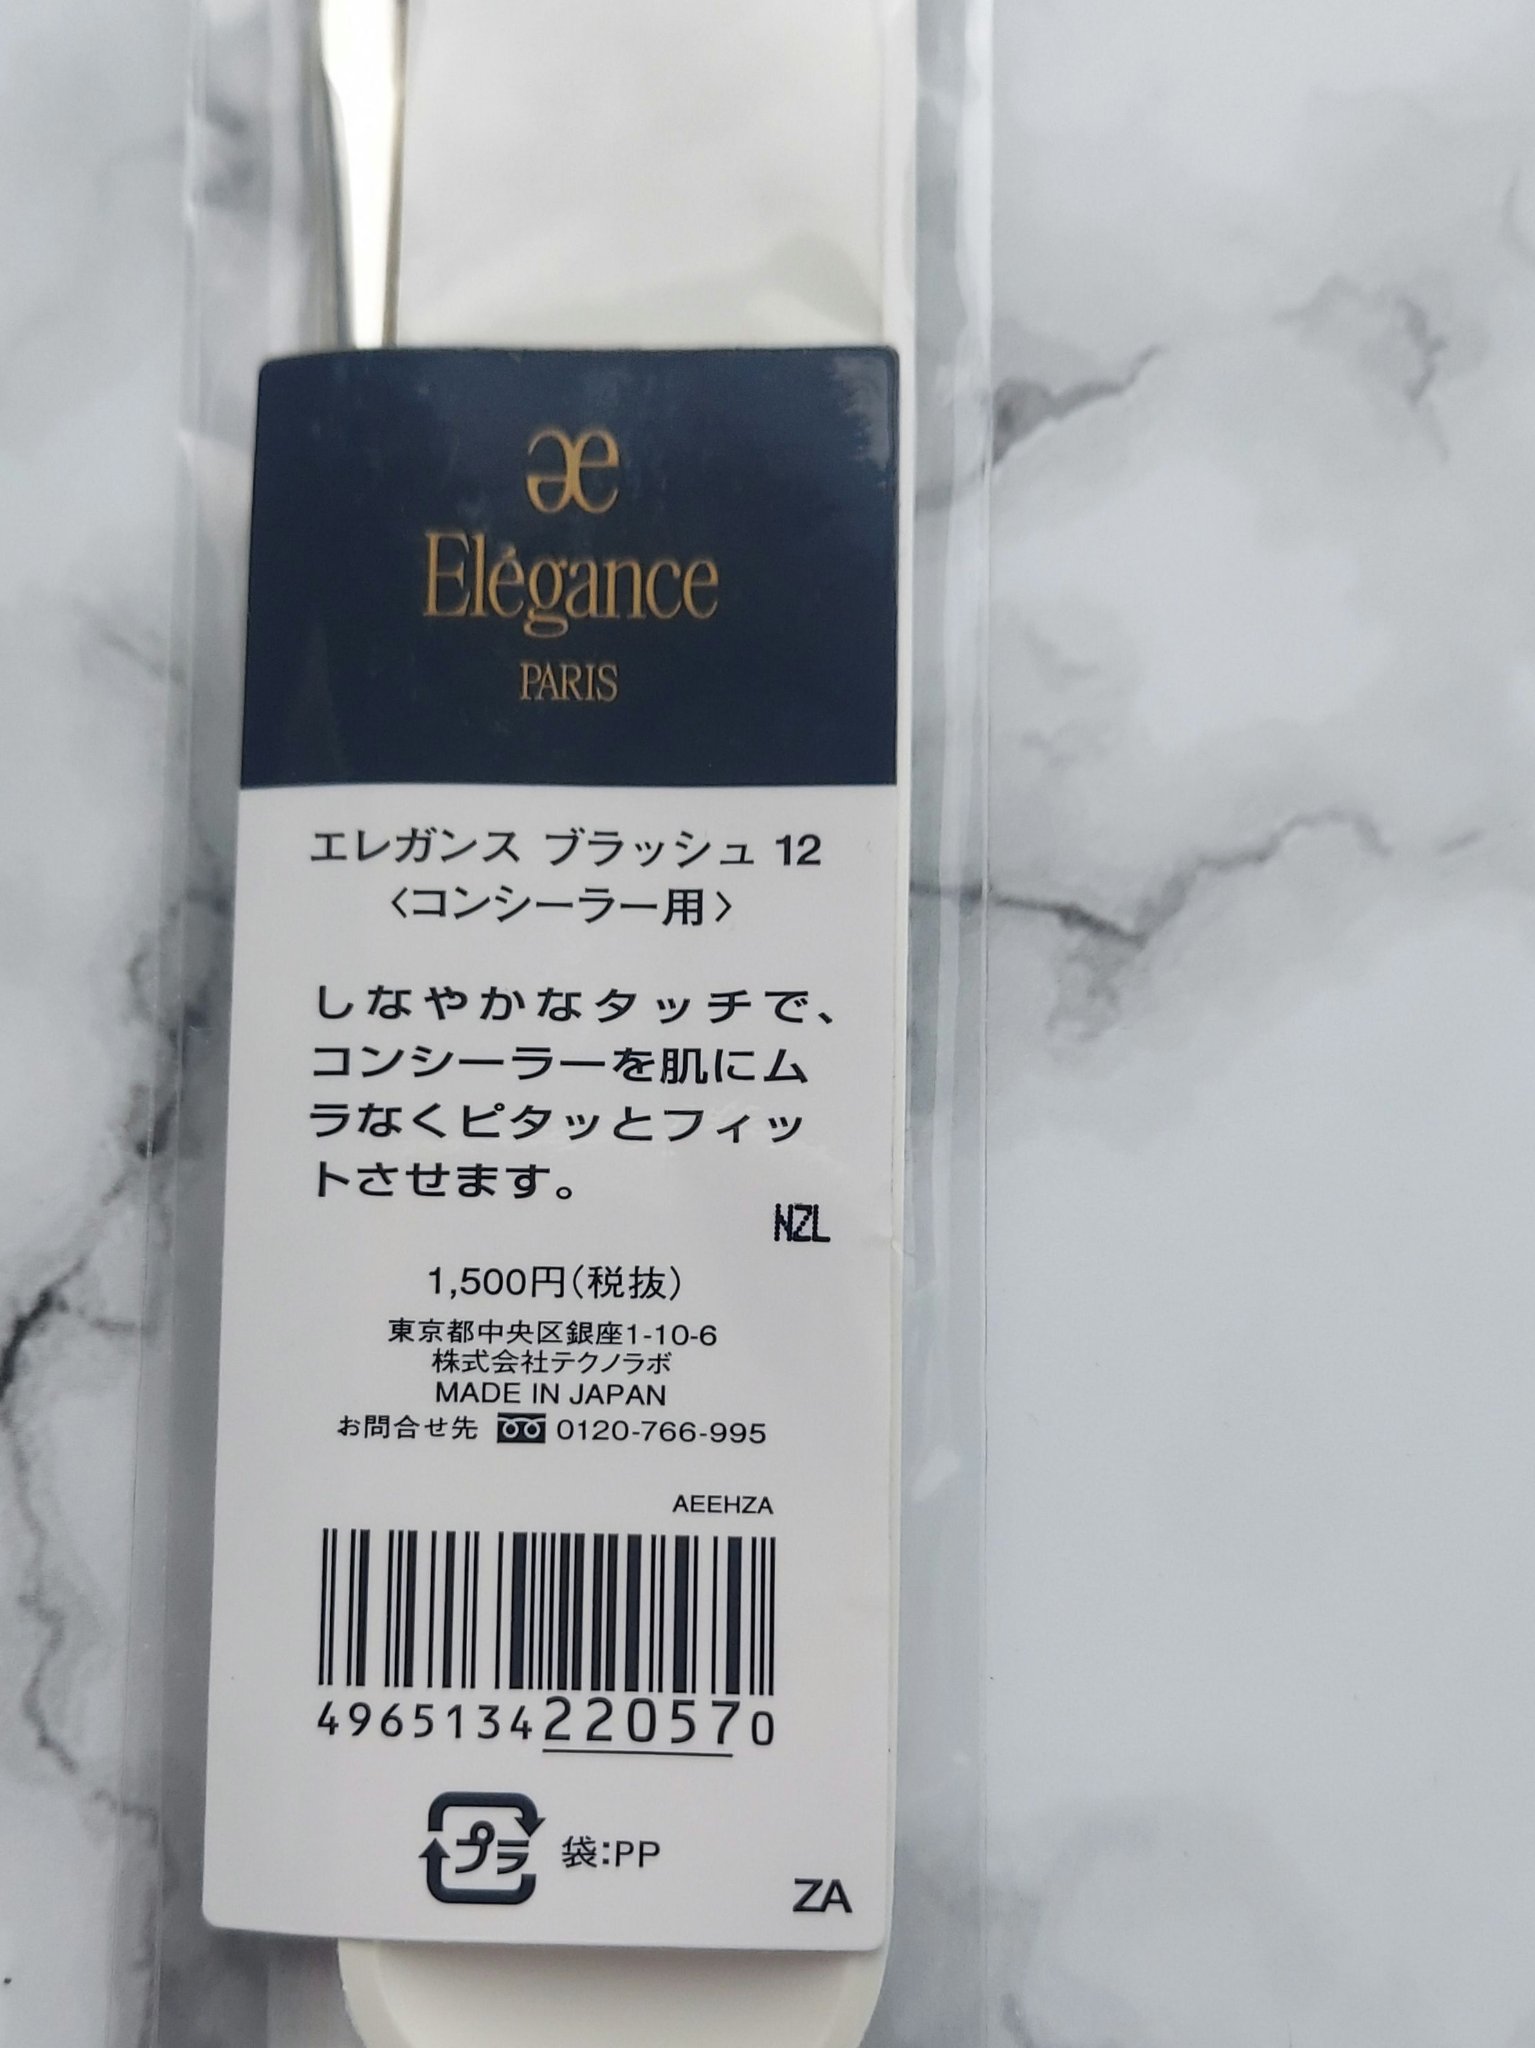 æ
Elégance
PARIS
エレガンス ブラッシュ 12
〈コンシーラー用〉
しなやかなタッチで、
コンシーラーを肌にム
ラなくピタッとフィッ
トさせます。
NZL
1,500円(税抜)
東京都中央区銀座1-10-6
株式会社テクノラボ
MADE IN JAPAN
お問合せ先 0120-766-995
AEEHZA
4965134220570
プラ 袋:PP
ZA